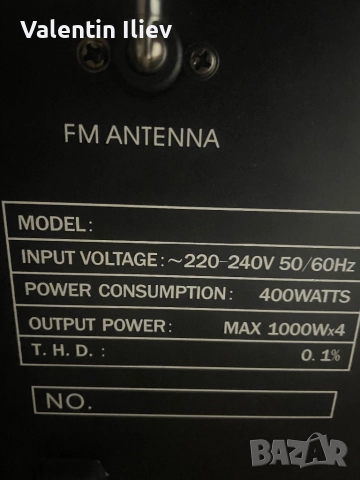 Valentin Iliev
FM ANTENNA
MODEL:
INPUT VOLTAGE: ~220-240V 50/60Hz
POWER CONSUMPTION: 400WATTS
OUTPUT POWER: MAX 1000Wx4
T. H. D. : 0. 1%
NO.
BAZAR